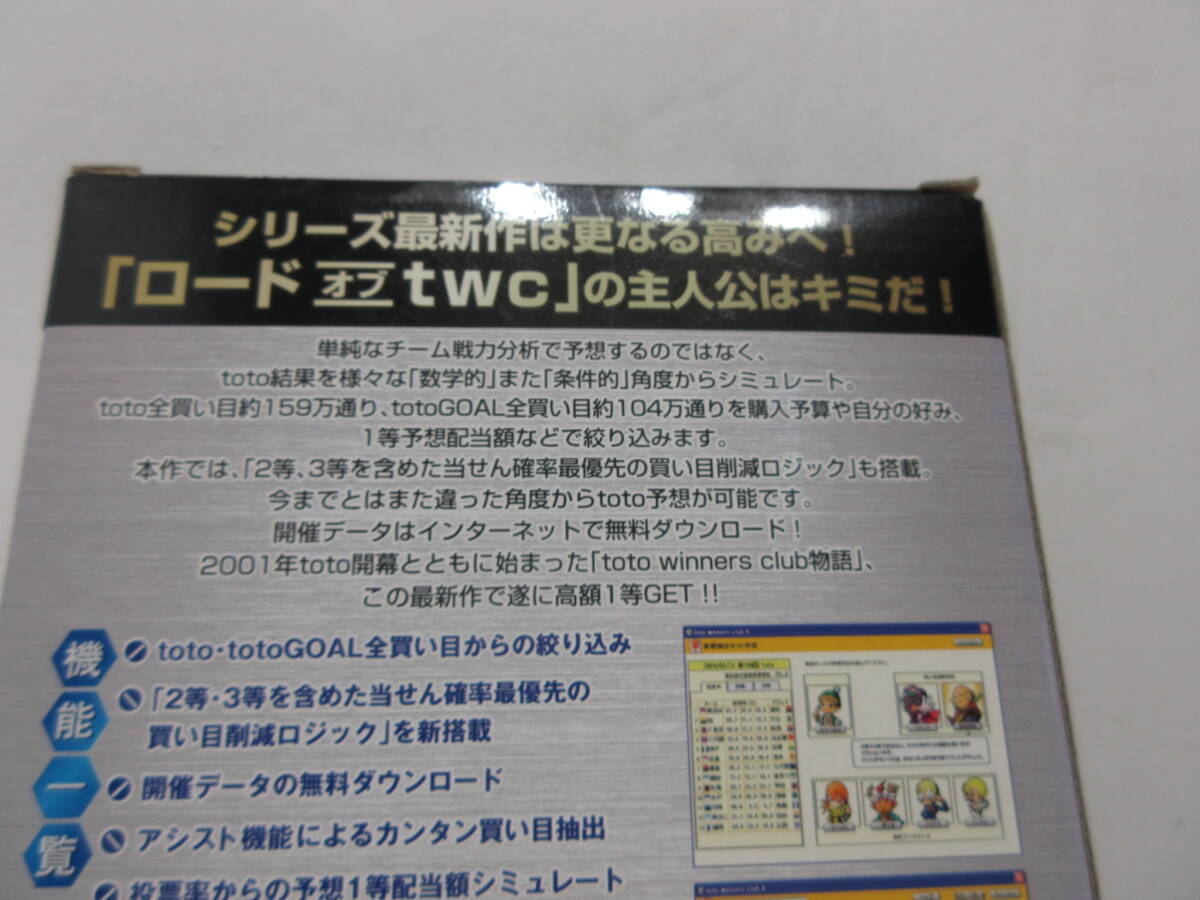 シリーズ最新作は更なる高みへ！
「ロード オブ twc」の主人公はキミだ！
単純なチーム戦力分析で予想するのではなく、
toto結果を様々な「数学的」また「条件的」角度からシミュレート。
toto全買い目約159万通り、totoGOAL全買い目約104万通りを購入予算や自分の好み、
1等予想配当額などで絞り込みます。
本作では、「2等、3等を含めた当せん確率最優先の買い目削減ロジック」も搭載。
今までとはまた違った角度からtoto予想が可能です。
開催データはインターネットで無料ダウンロード！
2001年toto開幕とともに始まった「toto winners club物語」、
この最新作で遂に高額1等GET !!
機能一覧
toto・totoGOAL全買い目からの絞り込み
「2等・3等を含めた当せん確率最優先の
買い目削減ロジック」を新搭載
開催データの無料ダウンロード
アシスト機能によるカンタン買い目抽出
投票率からの予想1等配当額シミュレート